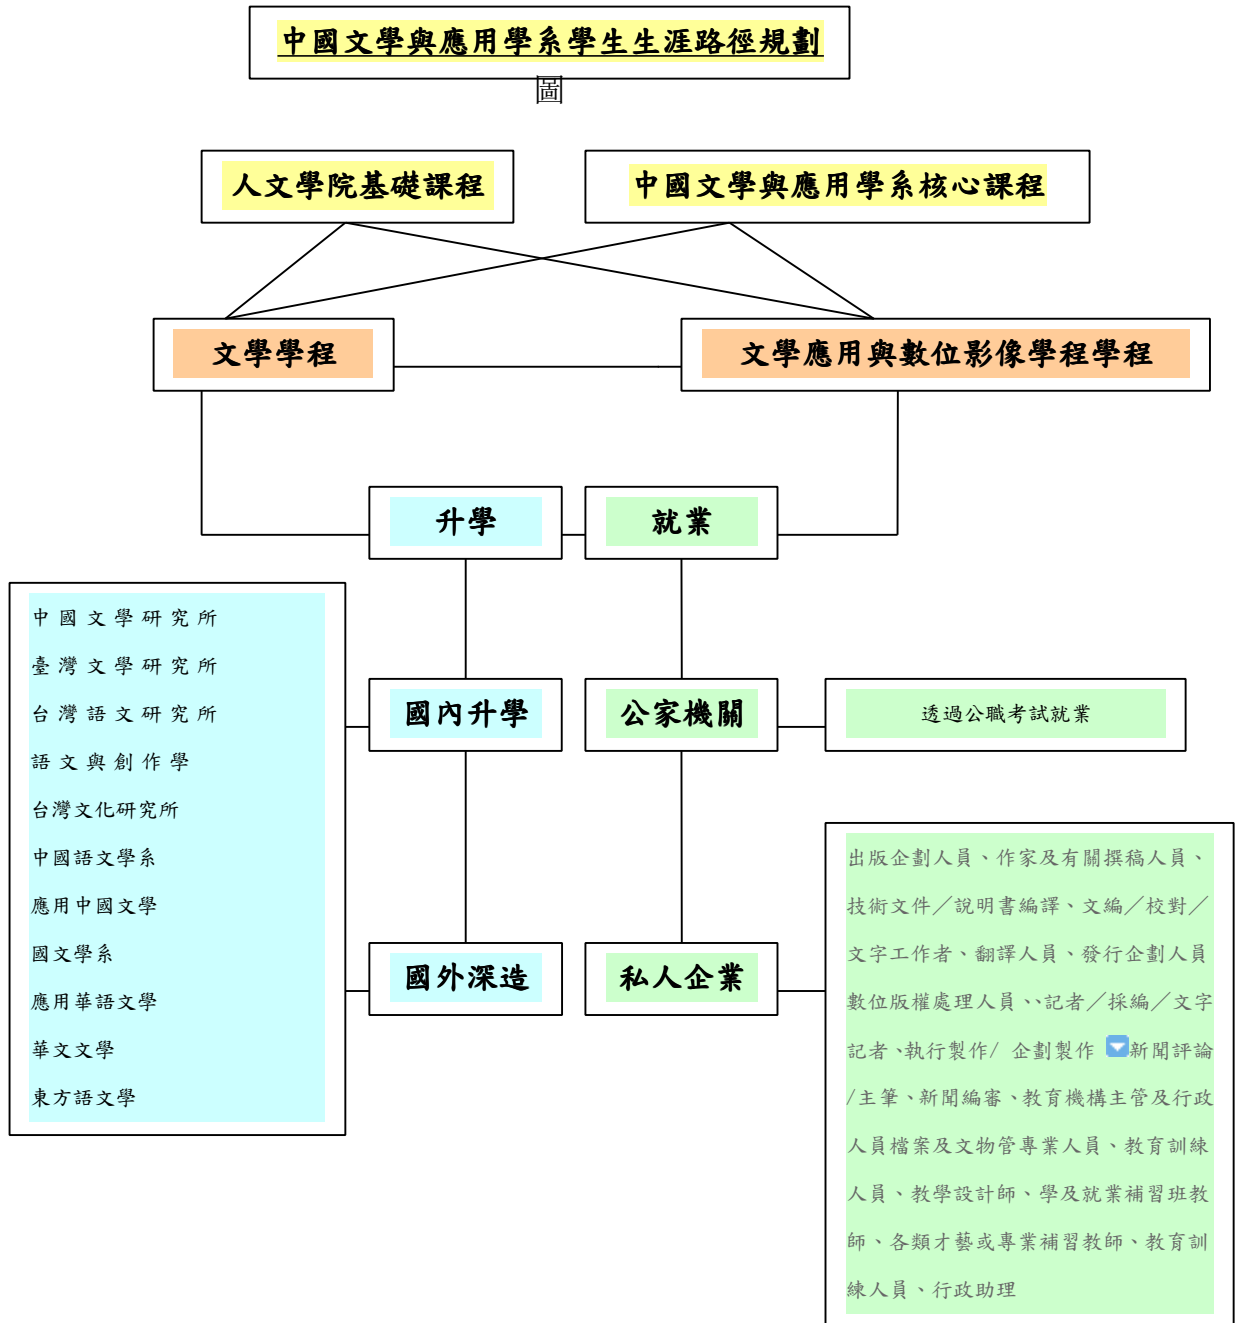 中國文學與應用學系學生生涯路徑規劃
圖
人文學院基礎課程
中國文學與應用學系核心課程
文學學程
文學應用與數位影像學程學程
升學
就業
中國文學研究所
臺灣文學研究所
台灣語文研究所
語文與創作學
台灣文化研究所
中國語文學系
應用中國文學
國文學系
應用華語文學
華文文學
東方語文學
國內升學
公家機關
透過公職考試就業
國外深造
私人企業
出版企劃人員、作家及有關撰稿人員、
技術文件╱說明書編譯、文編╱校對╱
文字工作者、翻譯人員、發行企劃人員
數位版權處理人員、、記者╱採編╱文字
記者、執行製作/ 企劃製作 新聞評論
/主筆、新聞編審、教育機構主管及行政
人員檔案及文物管專業人員、教育訓練
人員、教學設計師、學及就業補習班教
師、各類才藝或專業補習教師、教育訓
練人員、行政助理